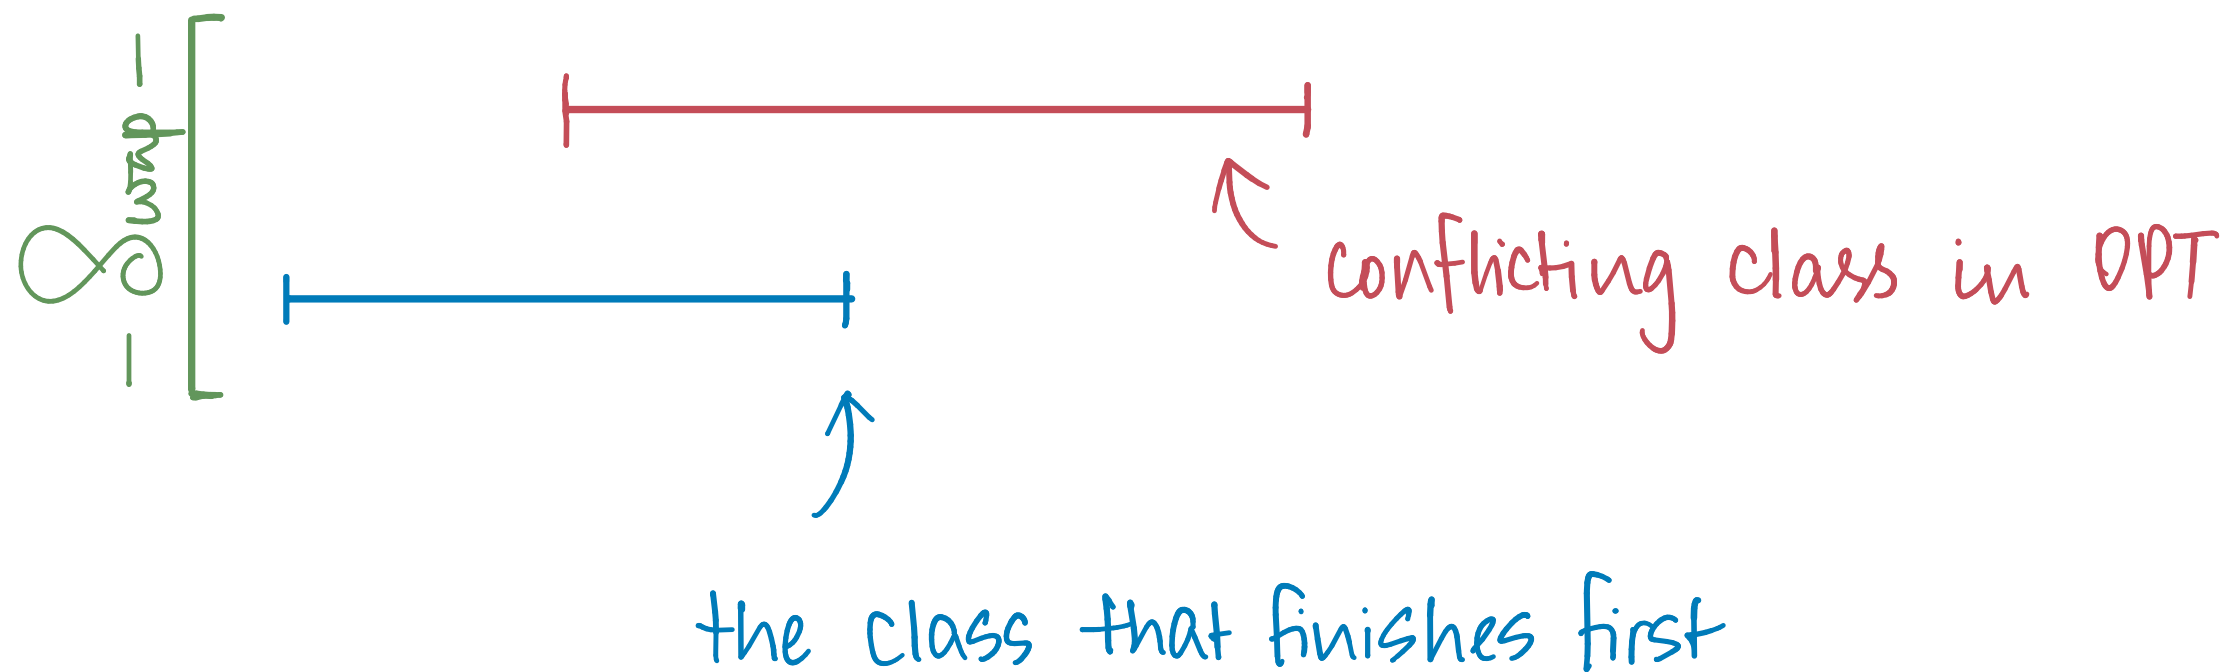 — Swap —
conflicting class in OPT
the class that finishes first